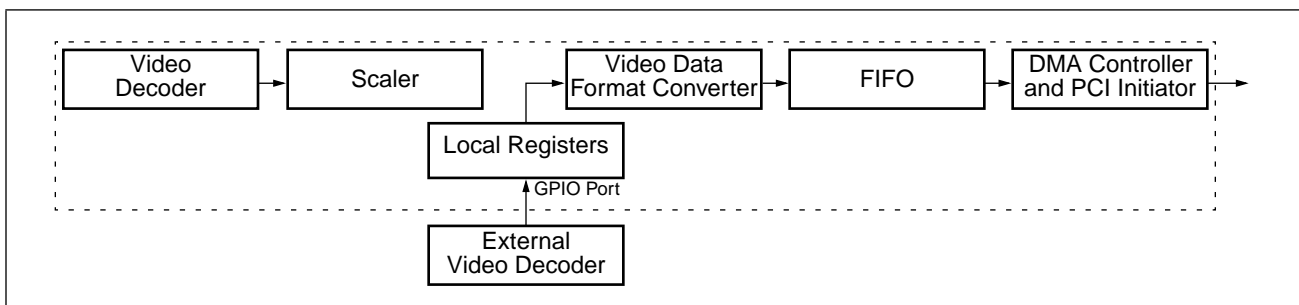 Video
Decoder
Scaler
Video Data
Format Converter
FIFO
DMA Controller
and PCI Initiator
Local Registers
GPIO Port
External
Video Decoder